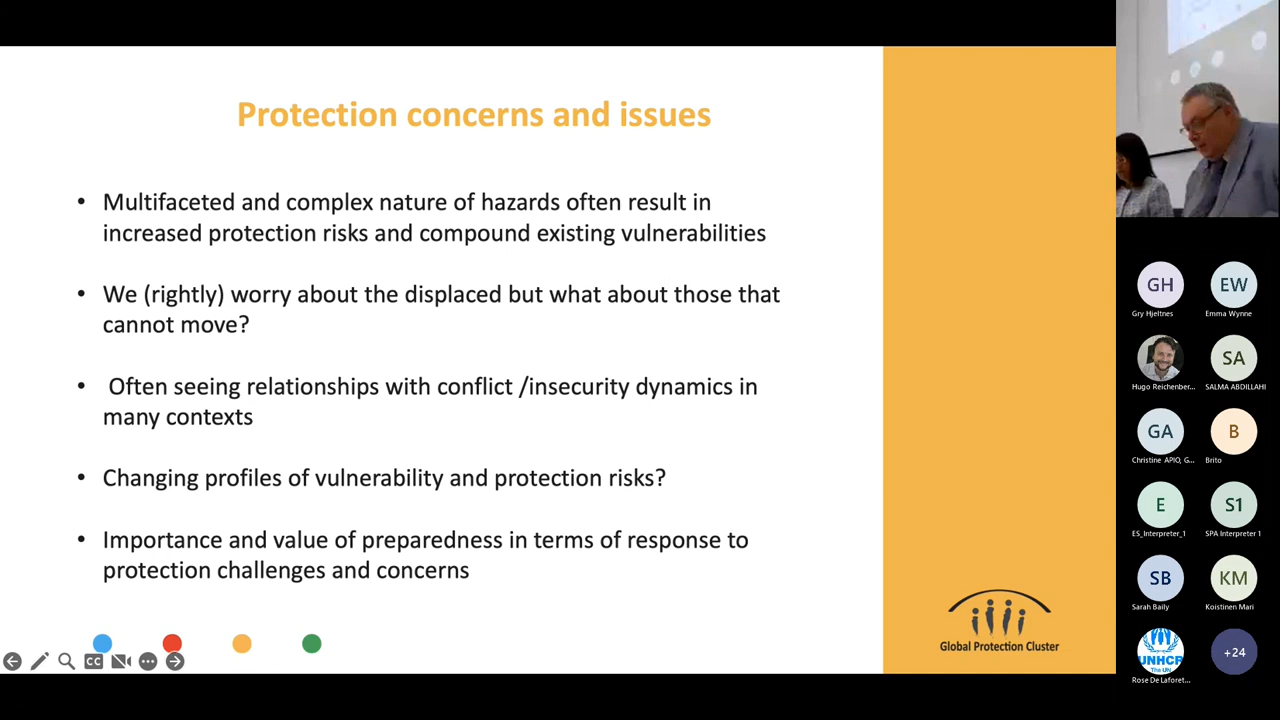 Protection concerns and issues
• Multifaceted and complex nature of hazards often result in
increased protection risks and compound existing vulnerabilities
• We (rightly) worry about the displaced but what about those that
cannot move?
• Often seeing relationships with conflict /insecurity dynamics in
many contexts
• Changing profiles of vulnerability and protection risks?
• Importance and value of preparedness in terms of response to
protection challenges and concerns
Global Protection Cluster
CC
GH
EW
Gry Hjeltnes
Emma Wynne
SA
Hugo Reichenber...
SALMA ABDILLAHI
GA
B
Christine APIO, G...
Brito
E
S1
ES_Interpreter_1
SPA Interpreter 1
SB
KM
Sarah Baily
Koistinen Mari
UNHCR
The UN
+24
Rose De Laforet...